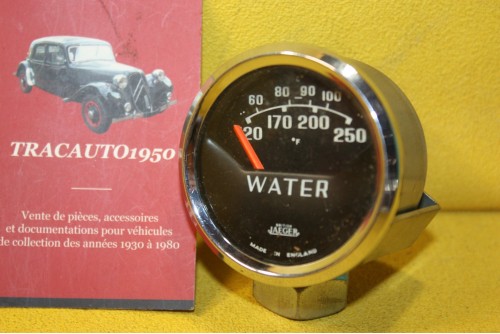 TRACAUTO1950
Vente de pièces, accessoires
et documentations pour véhicules
de collection des années 1930 à 1980
60 80 90 100
120 170 200 250
°F
WATER
JAEGER
MADE IN ENGLAND